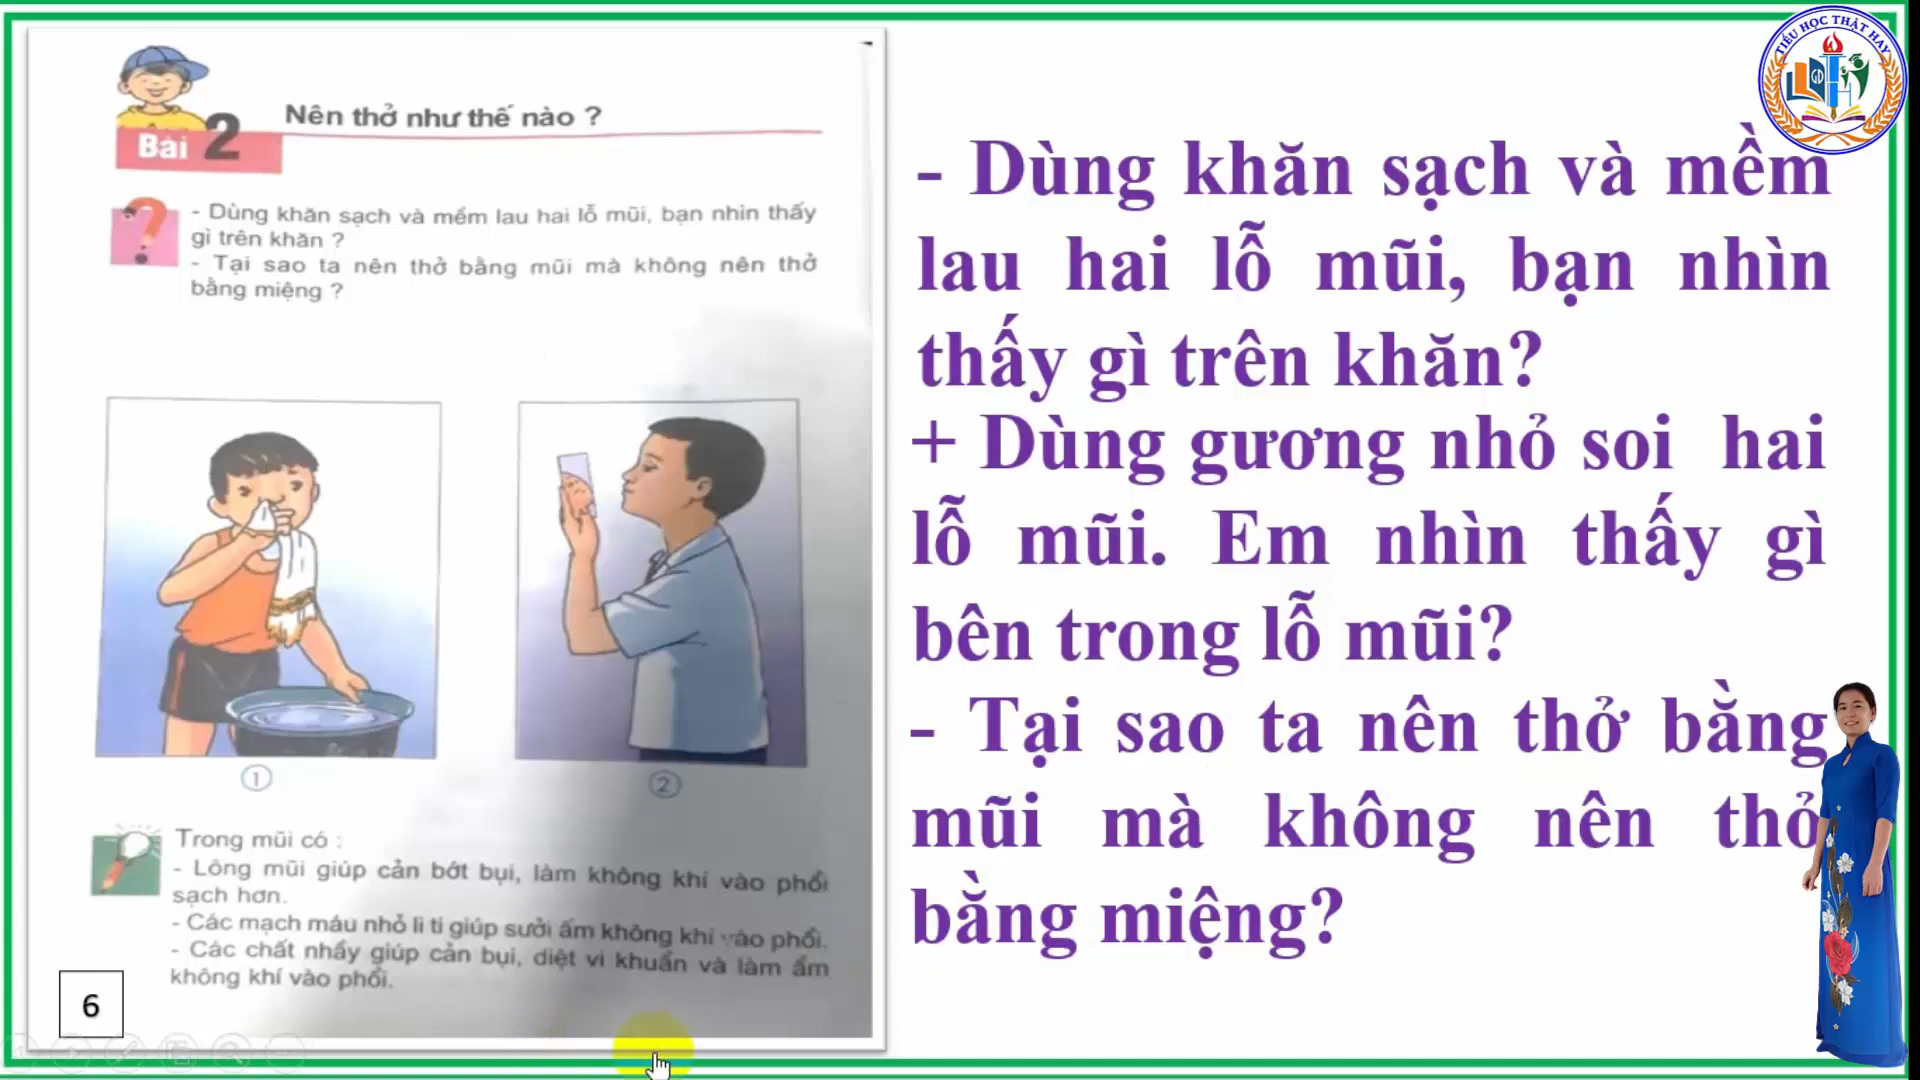 Bài 2
Nên thở như thế nào ?
- Dùng khăn sạch và mềm lau hai lỗ mũi, bạn nhìn thấy
gì trên khăn ?
- Tại sao ta nên thở bằng mũi mà không nên thở
bằng miệng ?
1
2
Trong mũi có :
- Lông mũi giúp cản bớt bụi, làm không khí vào phổi
sạch hơn.
- Các mạch máu nhỏ li ti giúp sưởi ấm không khí vào phổi.
- Các chất nhầy giúp cản bụi, diệt vi khuẩn và làm ẩm
không khí vào phổi.
6
TIỂU HỌC THẬT HAY
GD
H
- Dùng khăn sạch và mềm
lau hai lỗ mũi, bạn nhìn
thấy gì trên khăn?
+ Dùng gương nhỏ soi hai
lỗ mũi. Em nhìn thấy gì
bên trong lỗ mũi?
- Tại sao ta nên thở bằng
mũi mà không nên thở
bằng miệng?